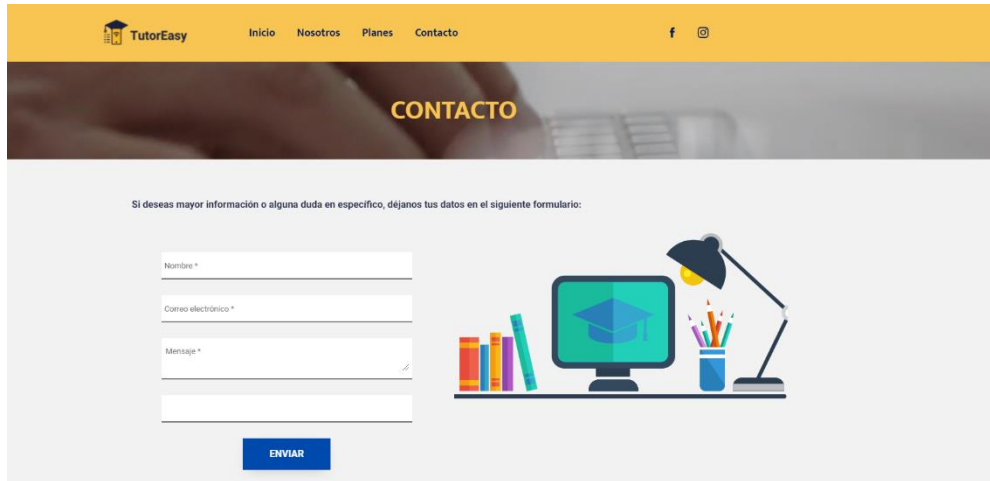 TutorEasy
Inicio Nosotros Planes Contacto
CONTACTO
Si deseas mayor información o alguna duda en específico, déjanos tus datos en el siguiente formulario:
Nombre *
Correo electrónico *
Mensaje *
ENVIAR